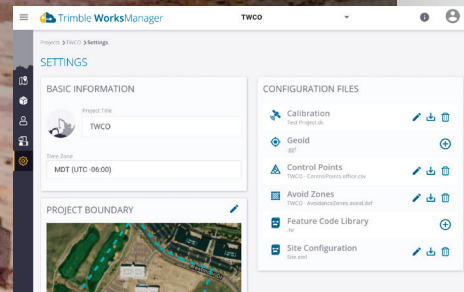 Trimble WorksManager
TWCO
Projects > TWCO > Settings
SETTINGS
BASIC INFORMATION
Project Title
TWCO
Time Zone
MDT (UTC -06:00)
PROJECT BOUNDARY
CONFIGURATION FILES
Calibration
Test Project.dc
Geoid
.ggf
Control Points
TWCO - ControlPoints.office.csv
Avoid Zones
TWCO - AvoidanceZones.avoid.dxf
Feature Code Library
Site Configuration
Site.xml